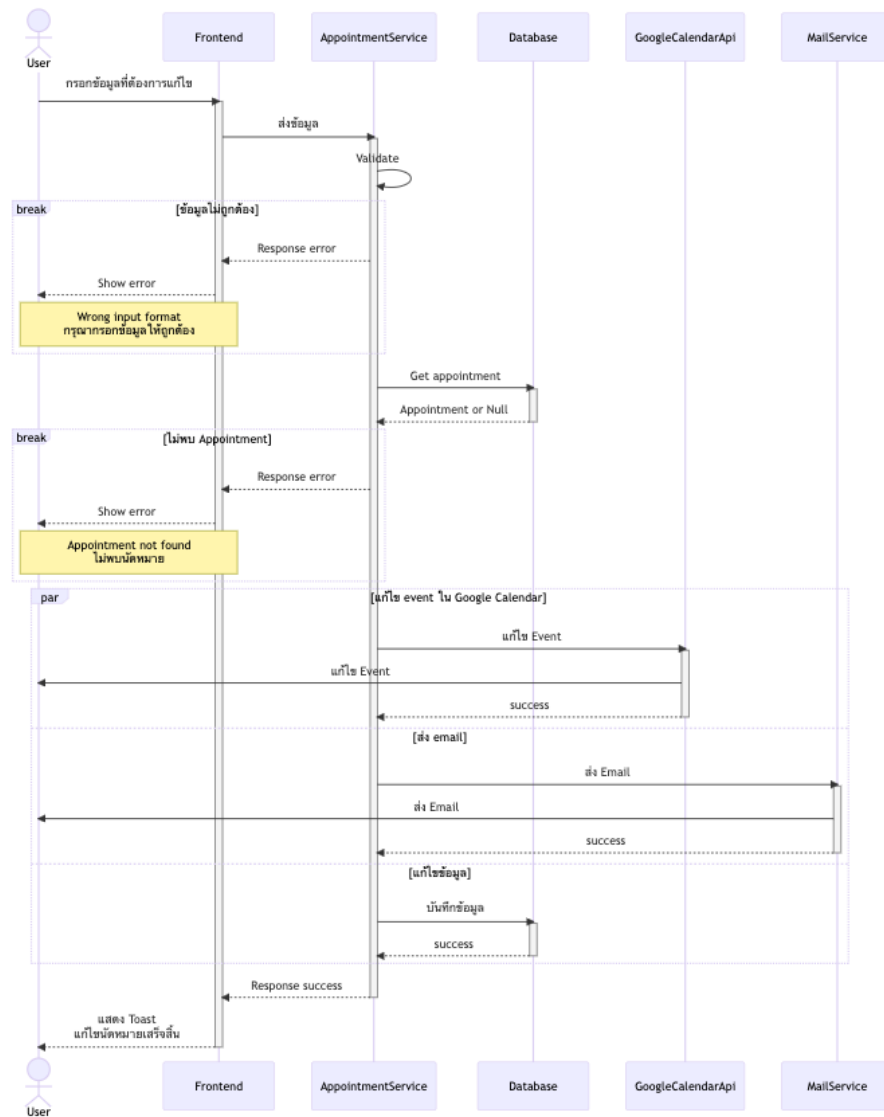 User
Frontend
AppointmentService
Database
GoogleCalendarApi
MailService
กรอกข้อมูลที่ต้องการแก้ไข
ส่งข้อมูล
Validate
break
[ข้อมูลไม่ถูกต้อง]
Response error
Show error
Wrong input format
กรุณากรอกข้อมูลให้ถูกต้อง
Get appointment
Appointment or Null
break
[ไม่พบ Appointment]
Response error
Show error
Appointment not found
ไม่พบนัดหมาย
par
[แก้ไข event ใน Google Calendar]
แก้ไข Event
แก้ไข Event
success
[ส่ง email]
ส่ง Email
ส่ง Email
success
[แก้ไขข้อมูล]
บันทึกข้อมูล
success
Response success
แสดง Toast
แก้ไขนัดหมายเสร็จสิ้น
User
Frontend
AppointmentService
Database
GoogleCalendarApi
MailService